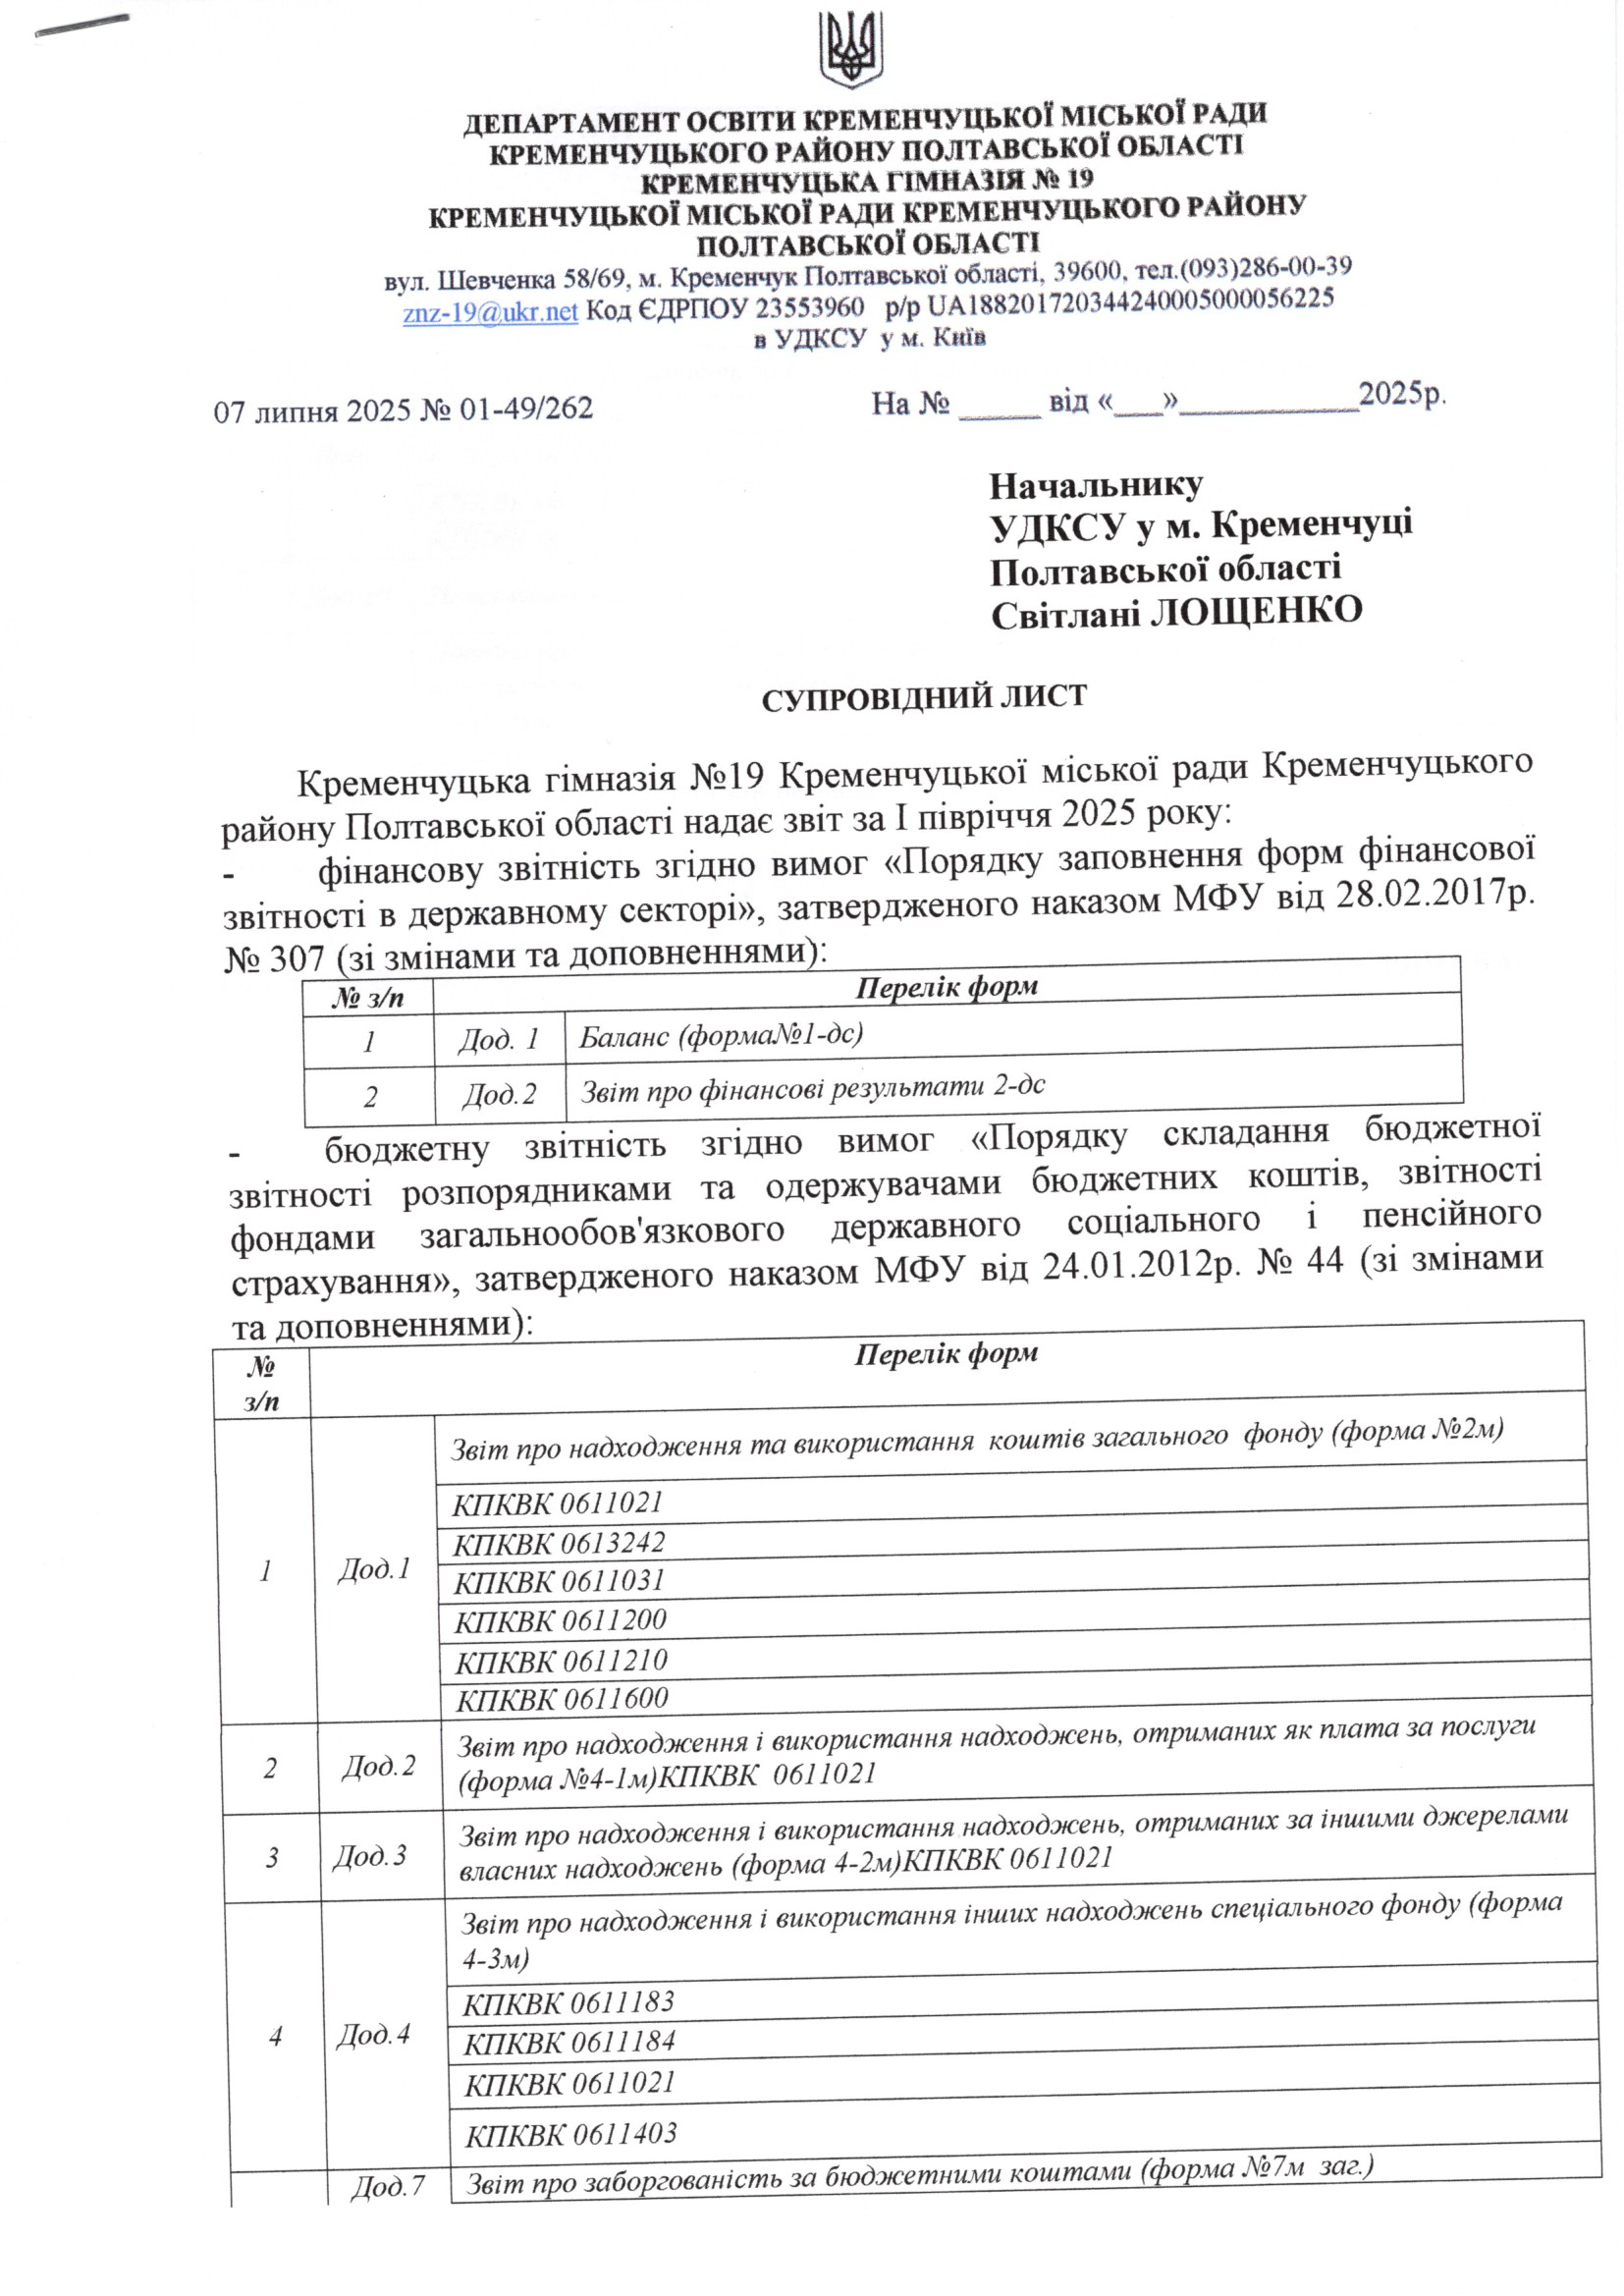 ДЕПАРТАМЕНТ ОСВІТИ КРЕМЕНЧУЦЬКОЇ МІСЬКОЇ РАДИ
КРЕМЕНЧУЦЬКОГО РАЙОНУ ПОЛТАВСЬКОЇ ОБЛАСТІ
КРЕМЕНЧУЦЬКА ГІМНАЗІЯ № 19
КРЕМЕНЧУЦЬКОЇ МІСЬКОЇ РАДИ КРЕМЕНЧУЦЬКОГО РАЙОНУ
ПОЛТАВСЬКОЇ ОБЛАСТІ
вул. Шевченка 58/69, м. Кременчук Полтавської області, 39600, тел.(093)286-00-39
znz-19@ukr.net Код ЄДРПОУ 23553960 р/р UA188201720344240005000056225
в УДКСУ у м. Київ
07 липня 2025 № 01-49/262 На № _____ від «___»___________2025р.
Начальнику
УДКСУ у м. Кременчуці
Полтавської області
Світлані ЛОЩЕНКО
СУПРОВІДНИЙ ЛИСТ
Кременчуцька гімназія №19 Кременчуцької міської ради Кременчуцького
району Полтавської області надає звіт за І півріччя 2025 року:
- фінансову звітність згідно вимог «Порядку заповнення форм фінансової
звітності в державному секторі», затвердженого наказом МФУ від 28.02.2017р.
№ 307 (зі змінами та доповненнями):
№ з/п Перелік форм
1 Дод. 1 Баланс (форма№1-дс)
2 Дод.2 Звіт про фінансові результати 2-дс
- бюджетну звітність згідно вимог «Порядку складання бюджетної
звітності розпорядниками та одержувачами бюджетних коштів, звітності
фондами загальнообов'язкового державного соціального і пенсійного
страхування», затвердженого наказом МФУ від 24.01.2012р. № 44 (зі змінами
та доповненнями):
№ з/п Перелік форм
Звіт про надходження та використання коштів загального фонду (форма №2м)
КПКВК 0611021
КПКВК 0613242
1 Дод.1 КПКВК 0611031
КПКВК 0611200
КПКВК 0611210
КПКВК 0611600
2 Дод.2 Звіт про надходження і використання надходжень, отриманих як плата за послуги
(форма №4-1м)КПКВК 0611021
3 Дод.3 Звіт про надходження і використання надходжень, отриманих за іншими джерелами
власних надходжень (форма 4-2м)КПКВК 0611021
Звіт про надходження і використання інших надходжень спеціального фонду (форма
4-3м)
КПКВК 0611183
4 Дод.4 КПКВК 0611184
КПКВК 0611021
КПКВК 0611403
Дод.7 Звіт про заборгованість за бюджетними коштами (форма №7м заг.)